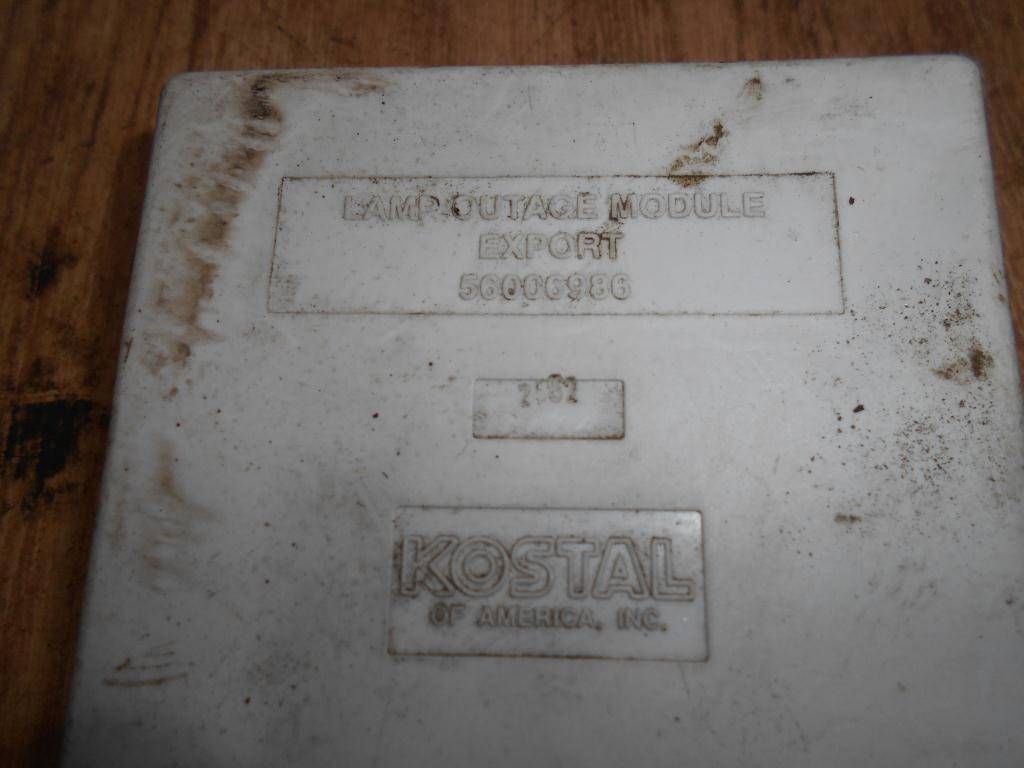 LAMP OUTAGE MODULE
EXPORT
56006986
KOSTAL
OF AMERICA, INC.